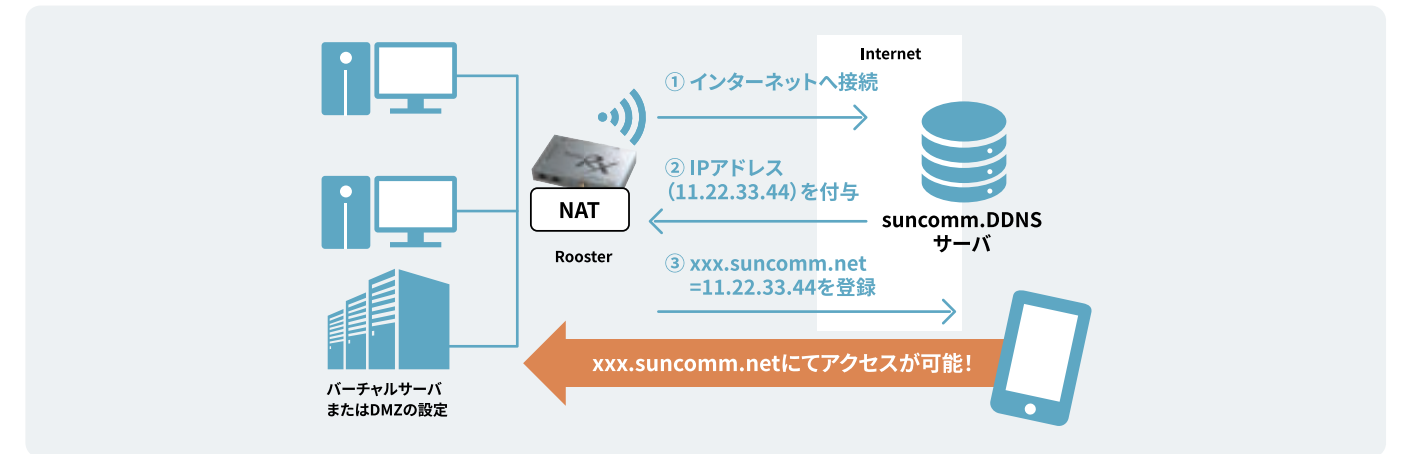 Internet
① インターネットへ接続
② IPアドレス
（11.22.33.44）を付与
RX
NAT
Rooster
suncomm.DDNS
サーバ
③ xxx.suncomm.net
=11.22.33.44を登録
xxx.suncomm.netにてアクセスが可能！
バーチャルサーバ
またはDMZの設定